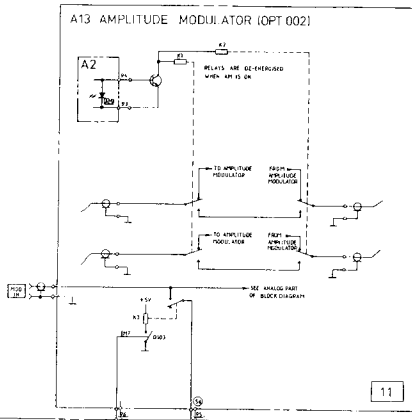 A13 AMPLITUDE MODULATOR (OPT 002)
K2
K1
A2
RELAYS ARE DE-ENERGISED
WHEN AM IS ON
TO AMPLITUDE
MODULATOR
FROM
AMPLITUDE
MODULATOR
TO AMPLITUDE
MODULATOR
FROM
AMPLITUDE
MODULATOR
MOD
IN
SEE ANALOG PART
OF BLOCK DIAGRAM
+5V
K3
BM7
11